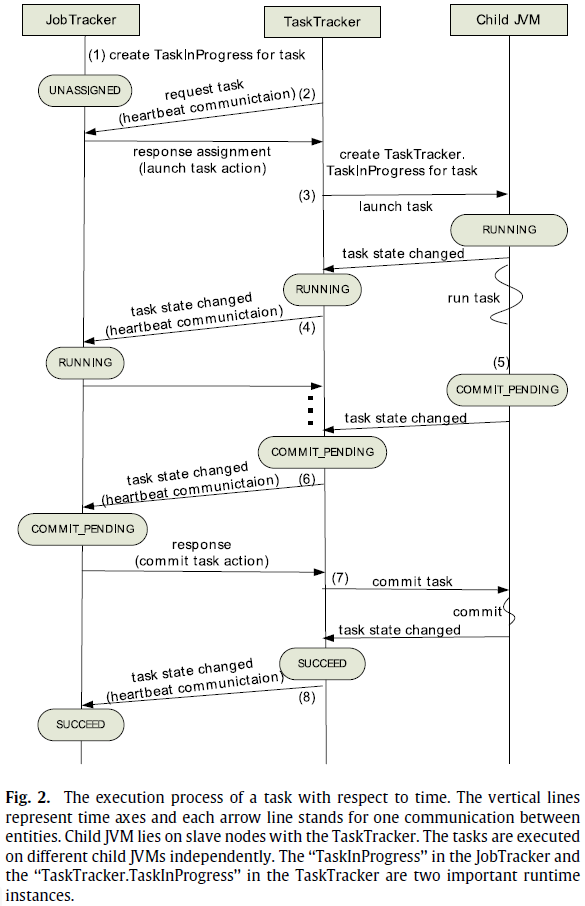 JobTracker
TaskTracker
Child JVM
(1) create TaskInProgress for task
UNASSIGNED
request task
(heartbeat communictaion)
(2)
response assignment
(launch task action)
create TaskTracker.
TaskInProgress for task
(3)
launch task
RUNNING
task state changed
RUNNING
run task
task state changed
(heartbeat communictaion)
(4)
RUNNING
(5)
COMMIT_PENDING
task state changed
COMMIT_PENDING
task state changed
(heartbeat communictaion)
(6)
COMMIT_PENDING
response
(commit task action)
(7)
commit task
commit
task state changed
SUCCEED
task state changed
(heartbeat communictaion)
(8)
SUCCEED
Fig. 2. The execution process of a task with respect to time. The vertical lines
represent time axes and each arrow line stands for one communication between
entities. Child JVM lies on slave nodes with the TaskTracker. The tasks are executed
on different child JVMs independently. The “TaskInProgress” in the JobTracker and
the “TaskTracker.TaskInProgress” in the TaskTracker are two important runtime
instances.